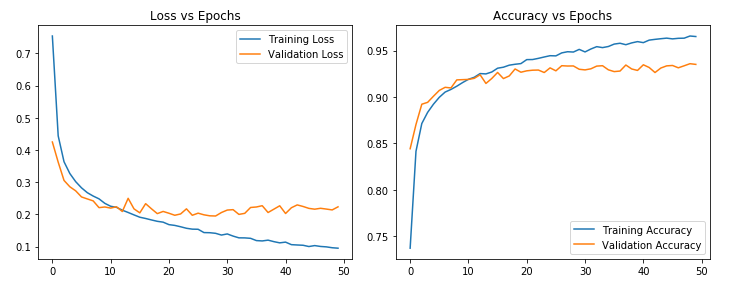 Loss vs Epochs
Training Loss
Validation Loss
0.7
0.6
0.5
0.4
0.3
0.2
0.1
0 10 20 30 40 50
Accuracy vs Epochs
0.95
0.90
0.85
0.80
0.75
Training Accuracy
Validation Accuracy
0 10 20 30 40 50